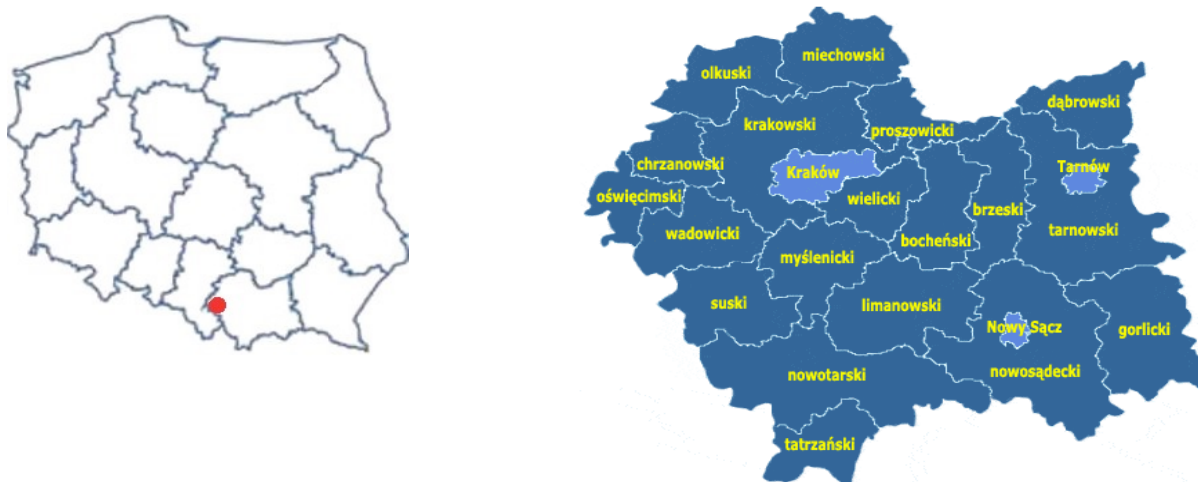 miechowski
olkuski
dąbrowski
krakowski
proszowicki
chrzanowski
Kraków
Tarnów
oświęcimski
wielicki
brzeski
wadowicki
bocheński
tarnowski
myślenicki
suski
limanowski
Nowy Sącz
gorlicki
nowotarski
nowosądecki
tatrzański